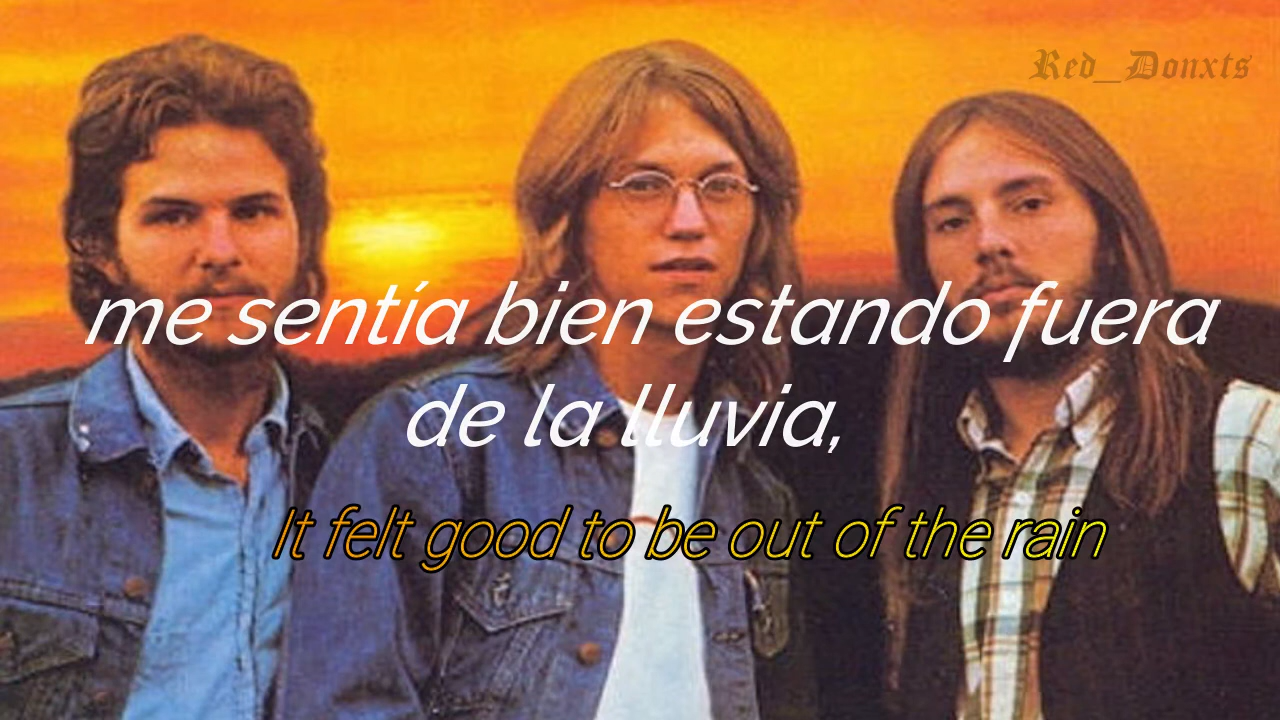 Red_Donxts
me sentía bien estando fuera
de la lluvia,
It felt good to be out of the rain